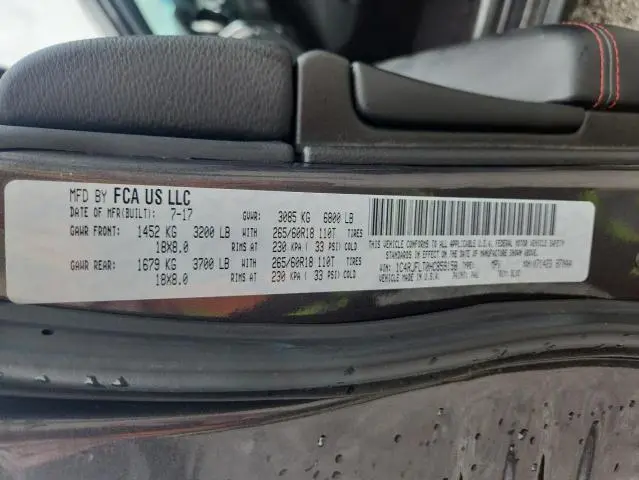 MFD BY FCA US LLC
DATE OF MFR(BUILT): 7-17 GVWR: 3085 KG 6800 LB
GAWR FRONT: 1452 KG 3200 LB WITH 265/60R18 110T TIRES
18X8.0 RIMS AT 230 KPA ( 33 PSI) COLD
GAWR REAR: 1679 KG 3700 LB WITH 265/60R18 110T TIRES
18X8.0 RIMS AT 230 KPA ( 33 PSI) COLD
THIS VEHICLE CONFORMS TO ALL APPLICABLE U.S.A. FEDERAL MOTOR VEHICLE SAFETY
STANDARDS IN EFFECT ON THE DATE OF MANUFACTURE SHOWN ABOVE
VIN: TYPE: MPV
VEHICLE MADE IN U.S.A. PAINT: